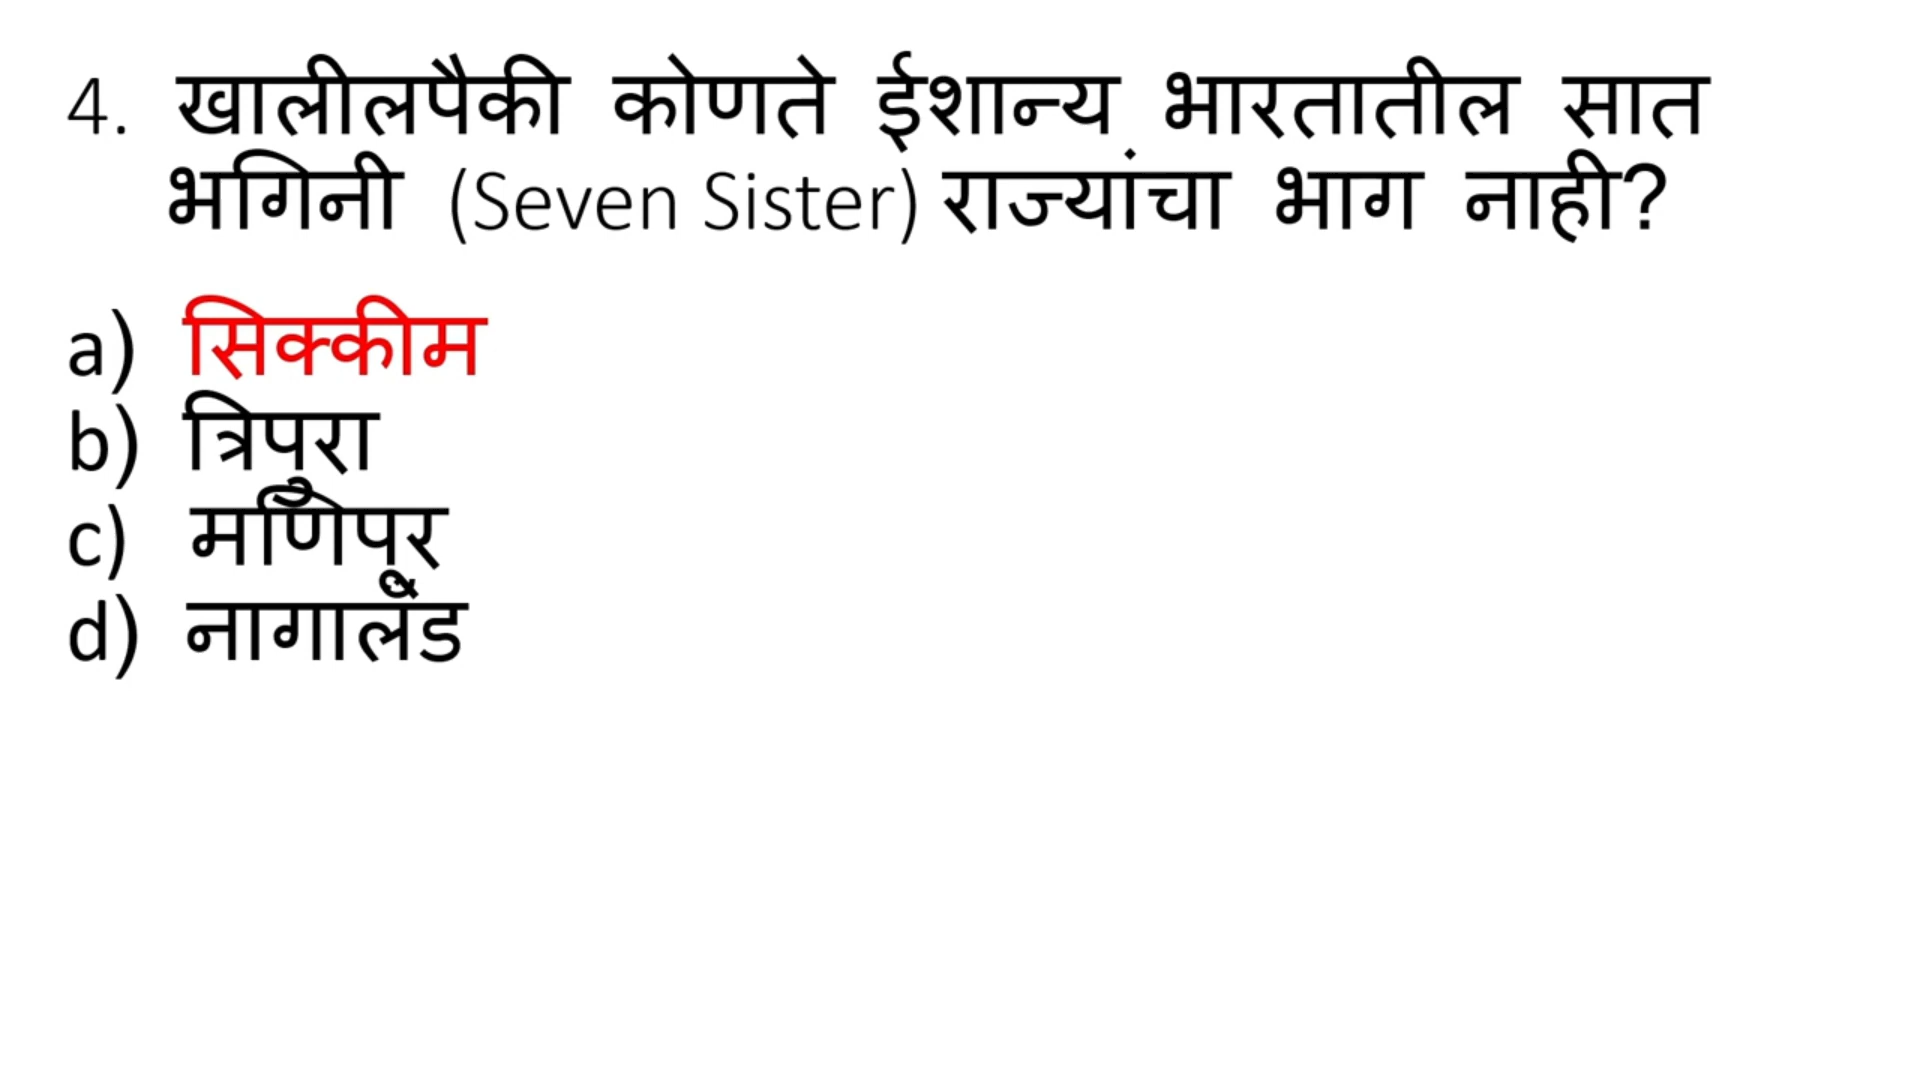 4. खालीलपैकी कोणते ईशान्य भारतातील सात
भगिनी (Seven Sister) राज्यांचा भाग नाही?
a) सिक्कीम
b) त्रिपुरा
c) मणिपूर
d) नागालँड